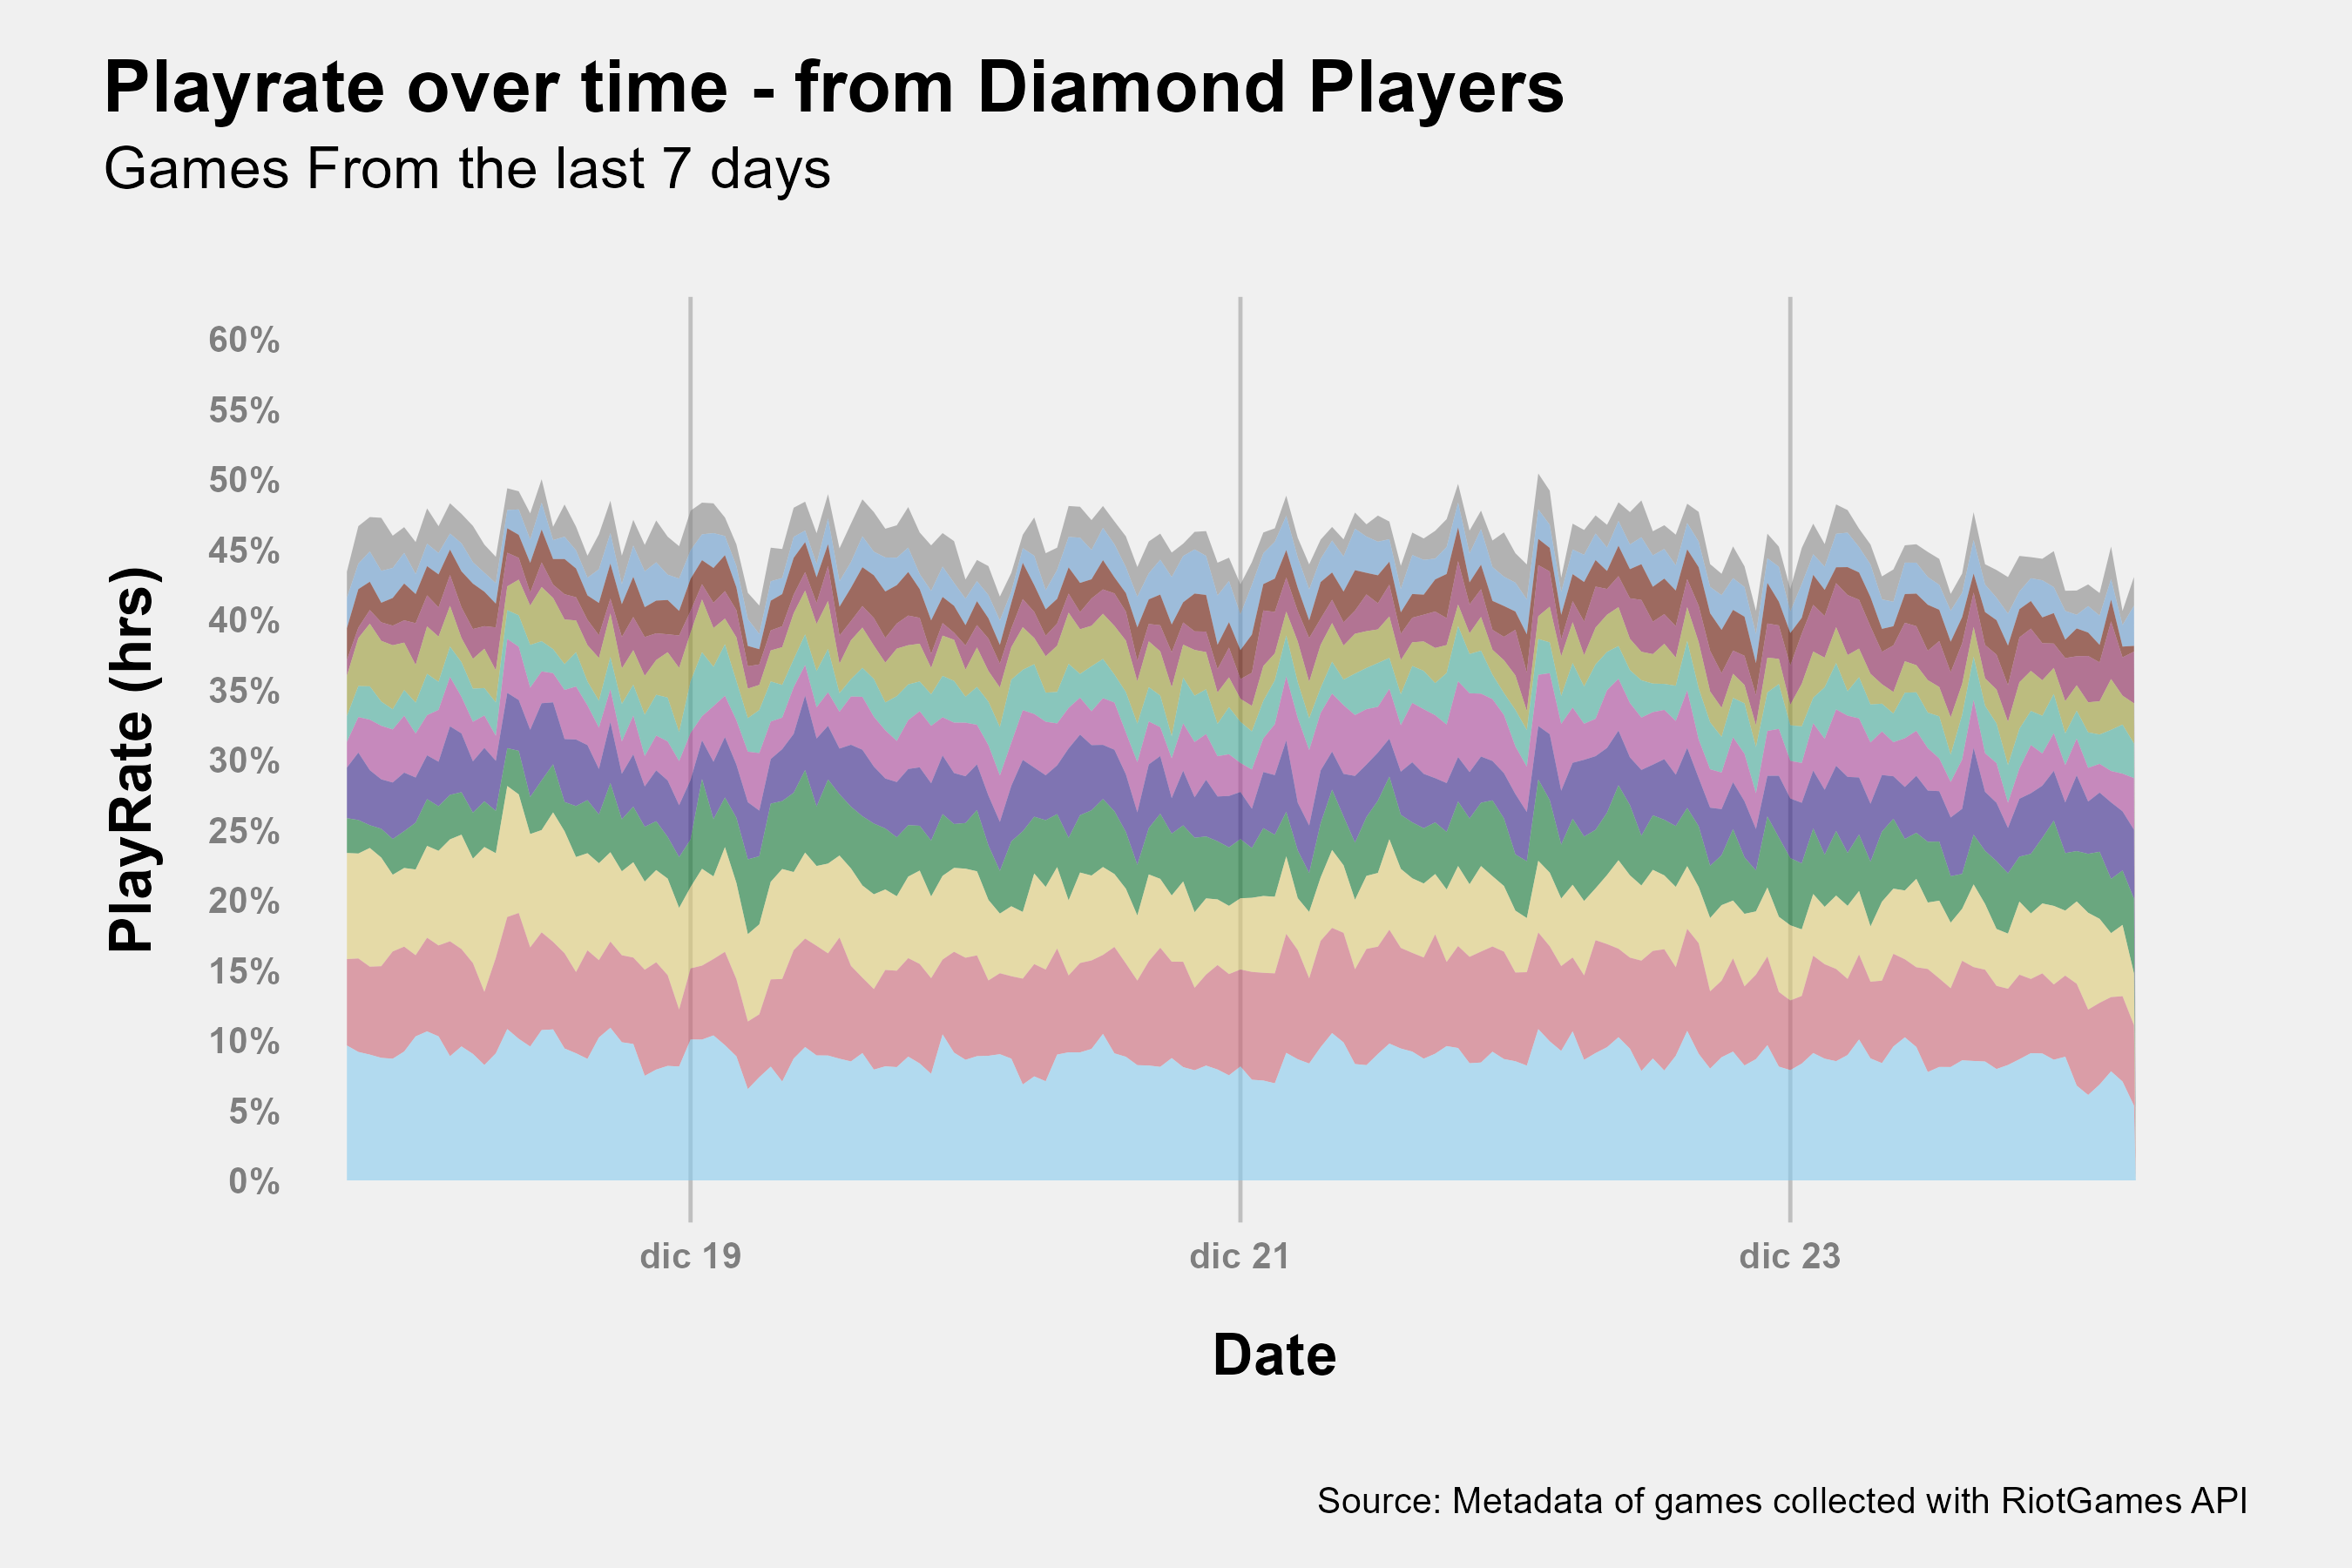 Playrate over time - from Diamond Players
Games From the last 7 days
PlayRate (hrs)
60%
55%
50%
45%
40%
35%
30%
25%
20%
15%
10%
5%
0%
dic 19
dic 21
dic 23
Date
Source: Metadata of games collected with RiotGames API